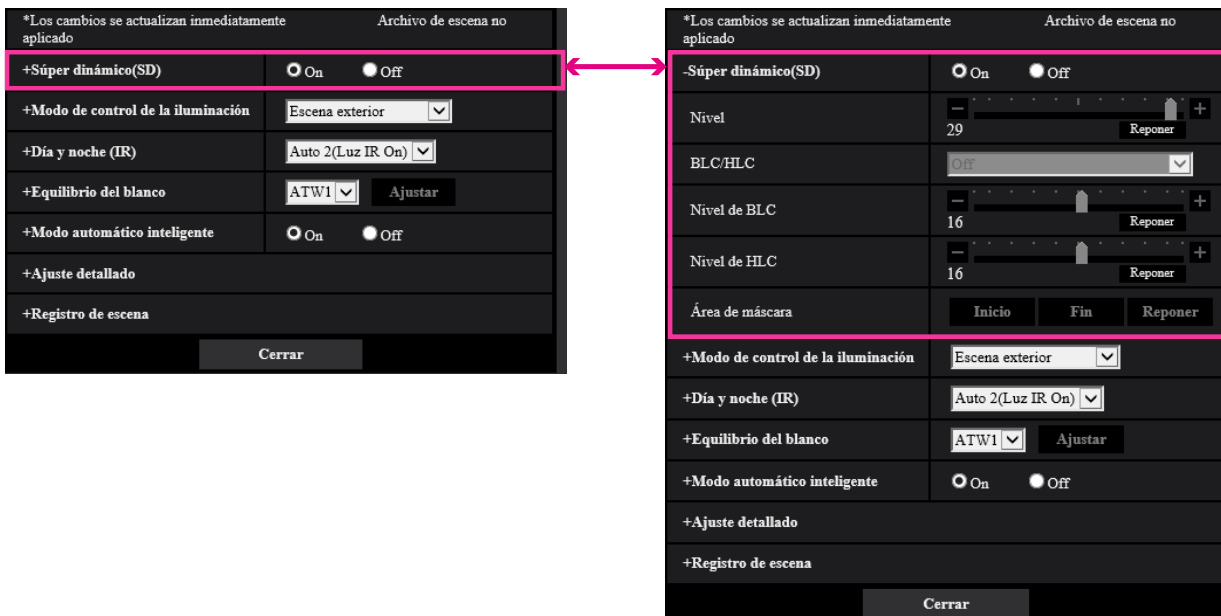 *Los cambios se actualizan inmediatamente Archivo de escena no
aplicado
+Súper dinámico(SD) On Off
+Modo de control de la iluminación Escena exterior
+Día y noche (IR) Auto 2(Luz IR On)
+Equilibrio del blanco ATW1 Ajustar
+Modo automático inteligente On Off
+Ajuste detallado
+Registro de escena
Cerrar
*Los cambios se actualizan inmediatamente Archivo de escena no
aplicado
-Súper dinámico(SD) On Off
Nivel − +
29 Reponer
BLC/HLC Off
Nivel de BLC − +
16 Reponer
Nivel de HLC − +
16 Reponer
Área de máscara Inicio Fin Reponer
+Modo de control de la iluminación Escena exterior
+Día y noche (IR) Auto 2(Luz IR On)
+Equilibrio del blanco ATW1 Ajustar
+Modo automático inteligente On Off
+Ajuste detallado
+Registro de escena
Cerrar